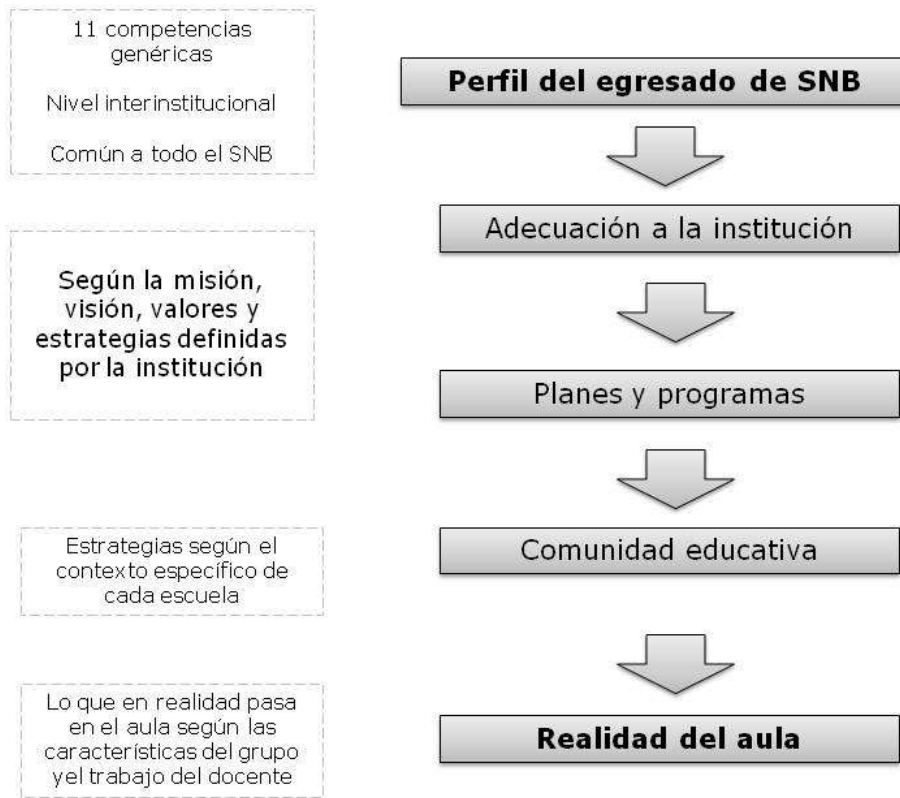 11 competencias
genéricas
Nivel interinstitucional
Común a todo el SNB
Perfil del egresado de SNB
Adecuación a la institución
Según la misión,
visión, valores y
estrategias definidas
por la institución
Planes y programas
Estrategias según el
contexto específico de
cada escuela
Comunidad educativa
Lo que en realidad pasa
en el aula según las
características del grupo
yel trabajo del docente
Realidad del aula